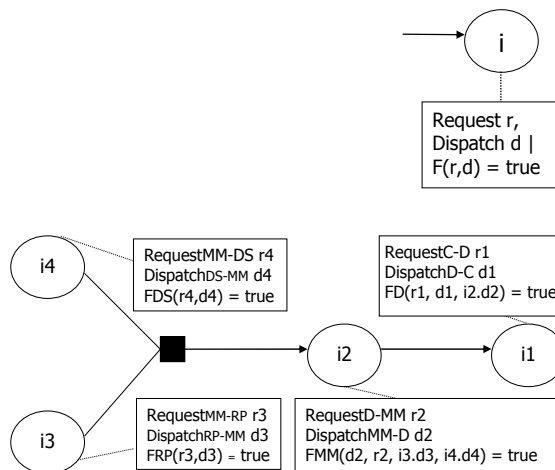 i
Request r,
Dispatch d |
F(r,d) = true
i4
RequestMM-DS r4
DispatchDS-MM d4
FDS(r4,d4) = true
RequestC-D r1
DispatchD-C d1
FD(r1, d1, i2.d2) = true
i2
i1
i3
RequestMM-RP r3
DispatchRP-MM d3
FRP(r3,d3) = true
RequestD-MM r2
DispatchMM-D d2
FMM(d2, r2, i3.d3, i4.d4) = true